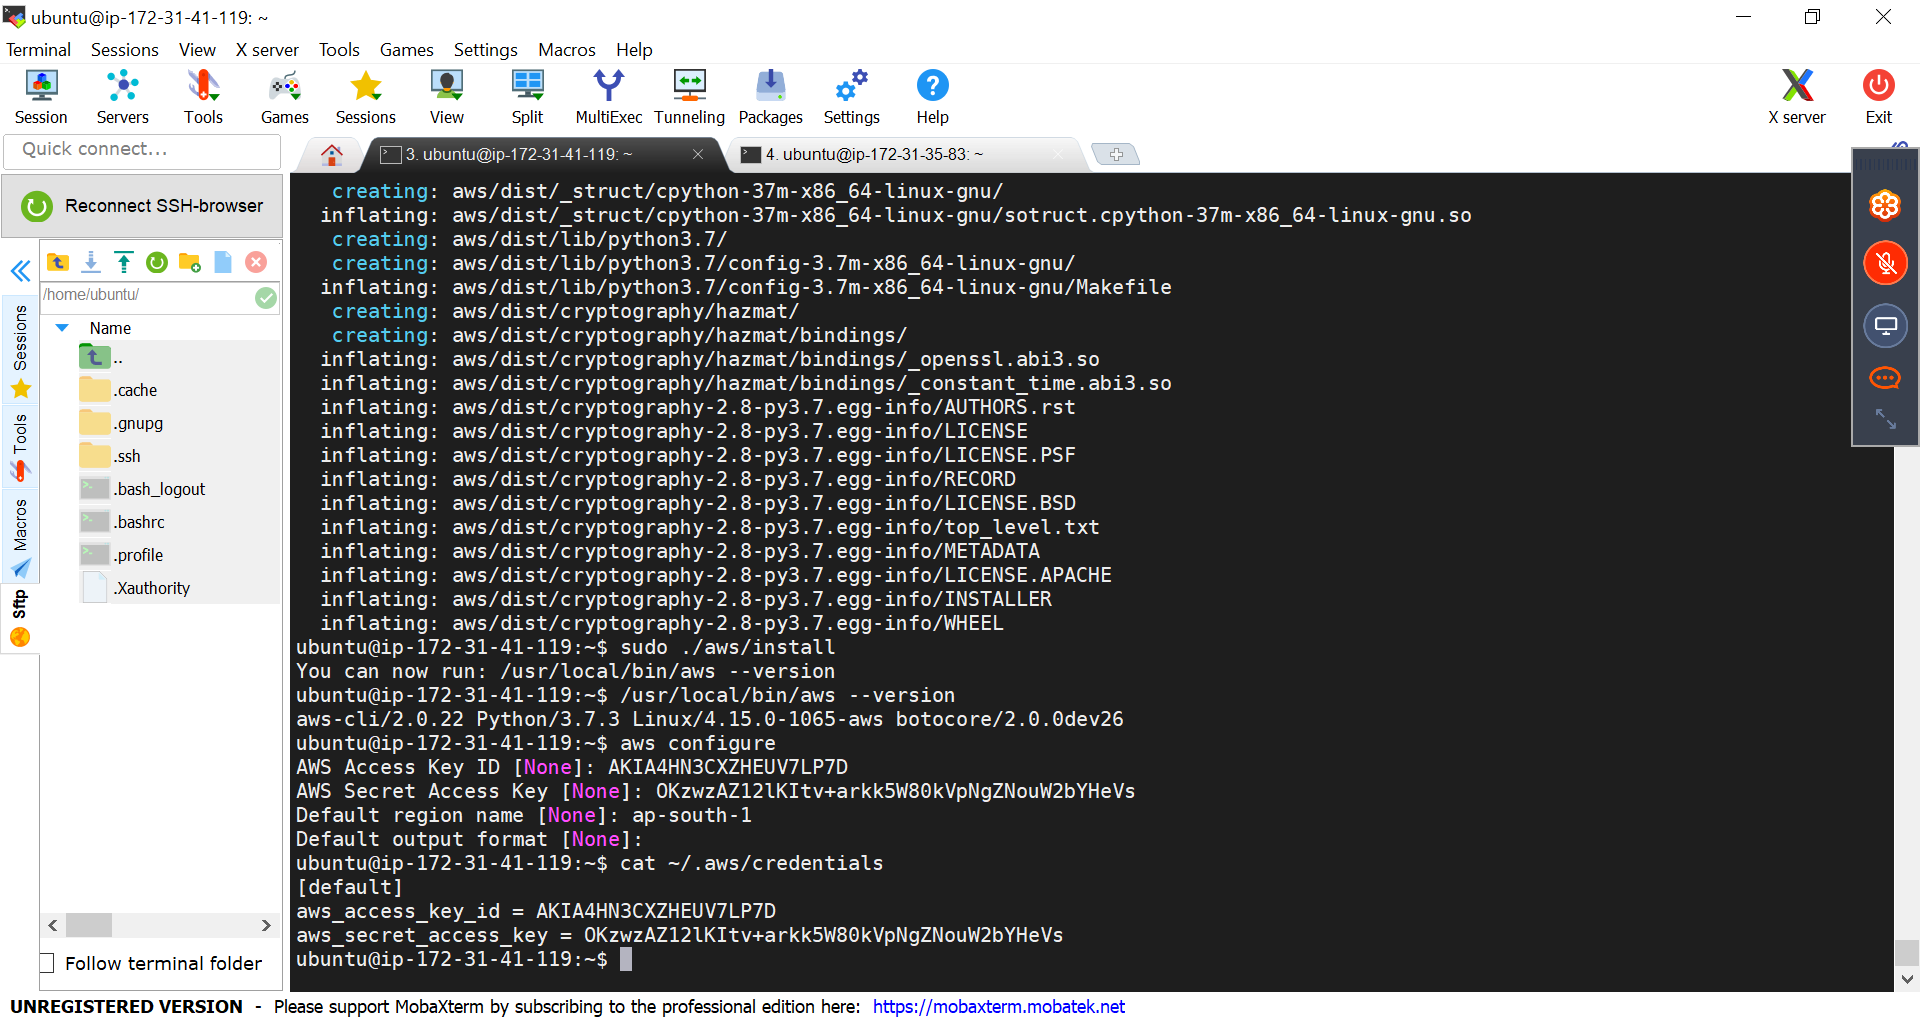 ubuntu@ip-172-31-41-119: ~
Terminal Sessions View X server Tools Games Settings Macros Help
Session Servers Tools Games Sessions View Split MultiExec Tunneling Packages Settings Help X server Exit
Quick connect...
3. ubuntu@ip-172-31-41-119: ~
4. ubuntu@ip-172-31-35-83: ~
Reconnect SSH-browser
/home/ubuntu/
Name
..
.cache
.gnupg
.ssh
.bash_logout
.bashrc
.profile
.Xauthority
Sessions
Tools
Macros
Sftp
Follow terminal folder
creating: aws/dist/_struct/cpython-37m-x86_64-linux-gnu/
inflating: aws/dist/_struct/cpython-37m-x86_64-linux-gnu/sotruct.cpython-37m-x86_64-linux-gnu.so
creating: aws/dist/lib/python3.7/
creating: aws/dist/lib/python3.7/config-3.7m-x86_64-linux-gnu/
inflating: aws/dist/lib/python3.7/config-3.7m-x86_64-linux-gnu/Makefile
creating: aws/dist/cryptography/hazmat/
creating: aws/dist/cryptography/hazmat/bindings/
inflating: aws/dist/cryptography/hazmat/bindings/_openssl.abi3.so
inflating: aws/dist/cryptography/hazmat/bindings/_constant_time.abi3.so
inflating: aws/dist/cryptography-2.8-py3.7.egg-info/AUTHORS.rst
inflating: aws/dist/cryptography-2.8-py3.7.egg-info/LICENSE
inflating: aws/dist/cryptography-2.8-py3.7.egg-info/LICENSE.PSF
inflating: aws/dist/cryptography-2.8-py3.7.egg-info/RECORD
inflating: aws/dist/cryptography-2.8-py3.7.egg-info/LICENSE.BSD
inflating: aws/dist/cryptography-2.8-py3.7.egg-info/top_level.txt
inflating: aws/dist/cryptography-2.8-py3.7.egg-info/METADATA
inflating: aws/dist/cryptography-2.8-py3.7.egg-info/LICENSE.APACHE
inflating: aws/dist/cryptography-2.8-py3.7.egg-info/INSTALLER
inflating: aws/dist/cryptography-2.8-py3.7.egg-info/WHEEL
ubuntu@ip-172-31-41-119:~$ sudo ./aws/install
You can now run: /usr/local/bin/aws --version
ubuntu@ip-172-31-41-119:~$ /usr/local/bin/aws --version
aws-cli/2.0.22 Python/3.7.3 Linux/4.15.0-1065-aws botocore/2.0.0dev26
ubuntu@ip-172-31-41-119:~$ aws configure
AWS Access Key ID [None]: AKIA4HN3CXZHEUV7LP7D
AWS Secret Access Key [None]: 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
Default region name [None]: ap-south-1
Default output format [None]:
ubuntu@ip-172-31-41-119:~$ cat ~/.aws/credentials
[default]
aws_access_key_id = AKIA4HN3CXZHEUV7LP7D
aws_secret_access_key = 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
ubuntu@ip-172-31-41-119:~$
UNREGISTERED VERSION - Please support MobaXterm by subscribing to the professional edition here: https://mobaxterm.mobatek.net